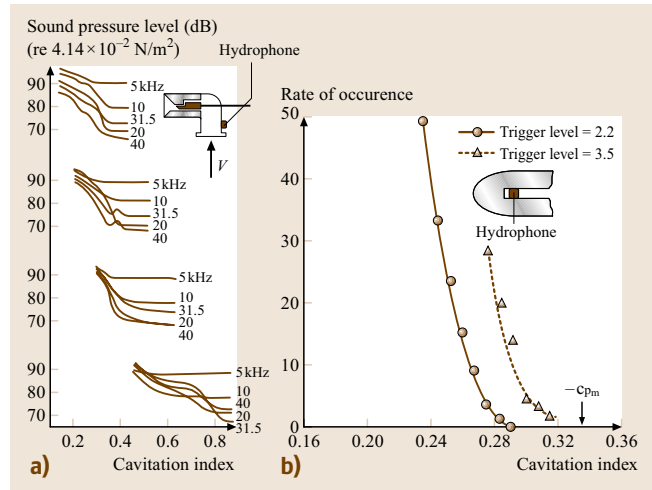 Sound pressure level (dB)
(re 4.14 × 10⁻² N/m²)
Hydrophone
90
80
70
5 kHz
10
31.5
20
40
V
90
80
70
5 kHz
10
31.5
20
40
90
80
70
5 kHz
10
31.5
20
40
90
80
70
5 kHz
10
40
20
31.5
0.2 0.4 0.6 0.8
a) Cavitation index
Rate of occurence
50
40
30
20
10
0
Trigger level = 2.2
Trigger level = 3.5
Hydrophone
−cpm
0.16 0.20 0.24 0.28 0.32 0.36
b) Cavitation index